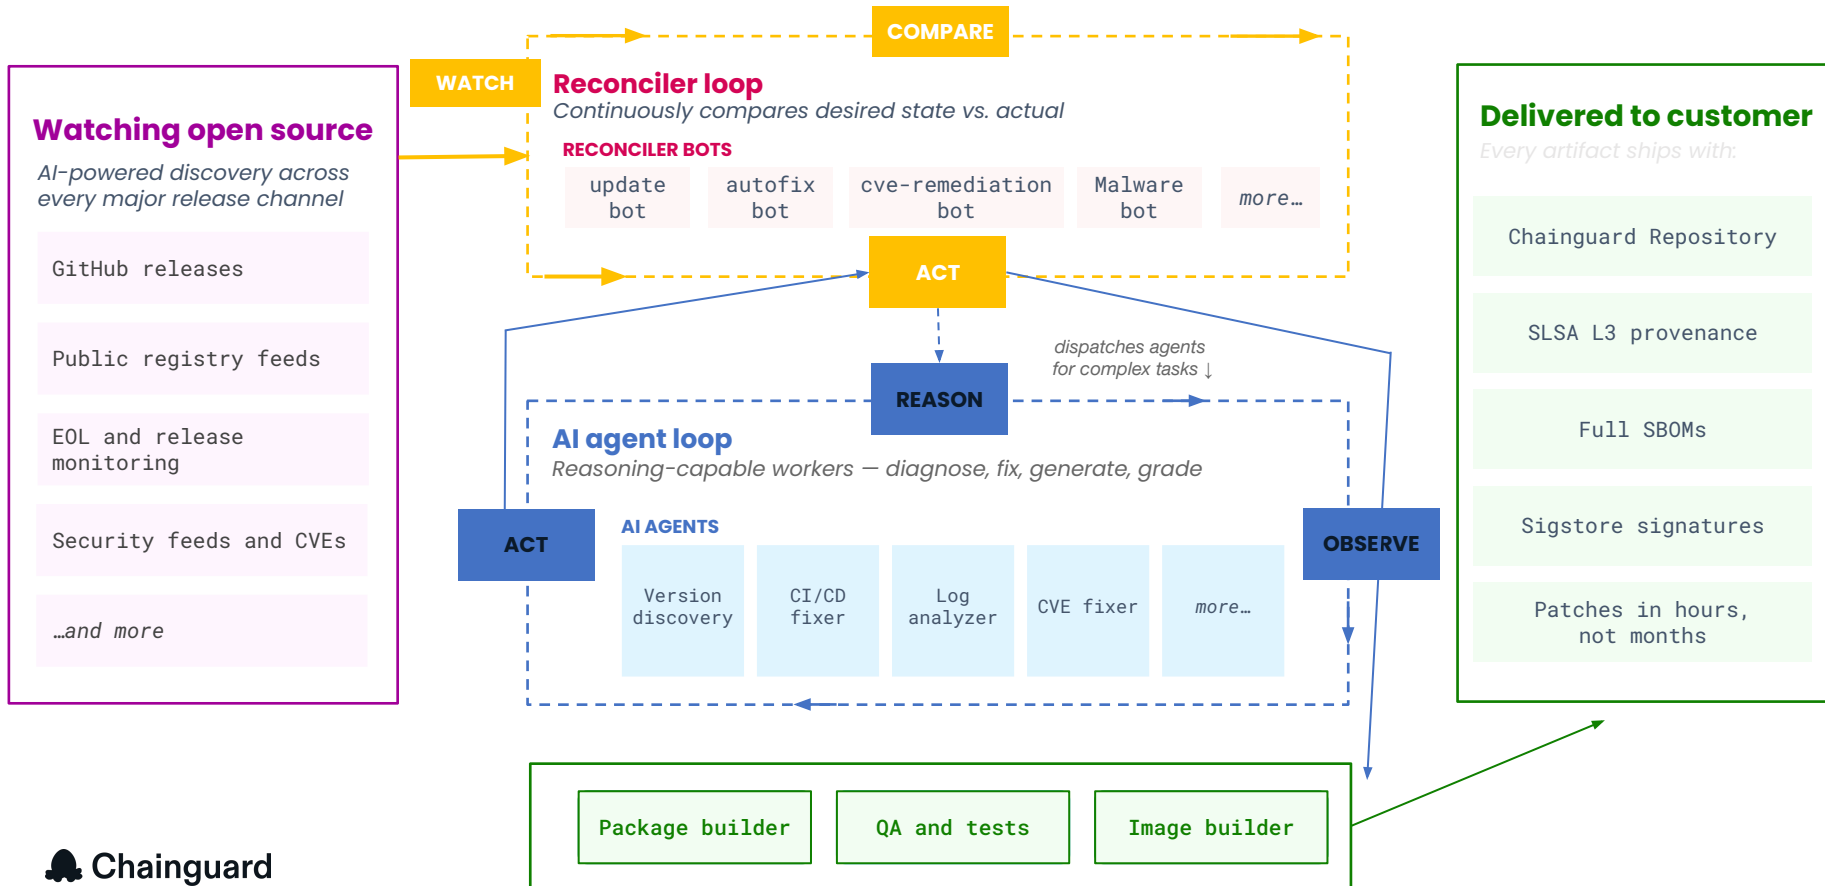 COMPARE
WATCH
Reconciler loop
Continuously compares desired state vs. actual
RECONCILER BOTS
update
bot
autofix
bot
cve-remediation
bot
Malware
bot
more…
ACT
Watching open source
AI-powered discovery across
every major release channel
GitHub releases
Public registry feeds
EOL and release
monitoring
Security feeds and CVEs
…and more
dispatches agents
for complex tasks ↓
REASON
AI agent loop
Reasoning-capable workers — diagnose, fix, generate, grade
ACT
AI AGENTS
Version
discovery
CI/CD
fixer
Log
analyzer
CVE fixer
more…
OBSERVE
Delivered to customer
Every artifact ships with:
Chainguard Repository
SLSA L3 provenance
Full SBOMs
Sigstore signatures
Patches in hours,
not months
Package builder
QA and tests
Image builder
Chainguard